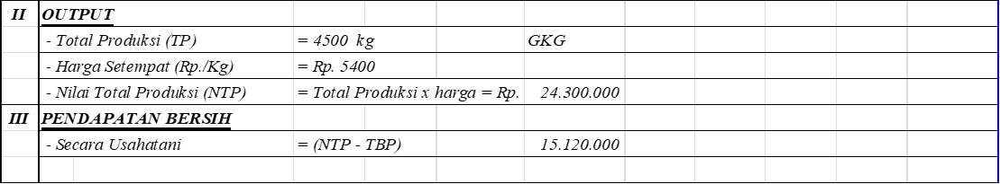 II OUTPUT
- Total Produksi (TP) = 4500 kg GKG
- Harga Setempat (Rp./Kg) = Rp. 5400
- Nilai Total Produksi (NTP) = Total Produksi x harga = Rp. 24.300.000
III PENDAPATAN BERSIH
- Secara Usahatani = (NTP - TBP) 15.120.000